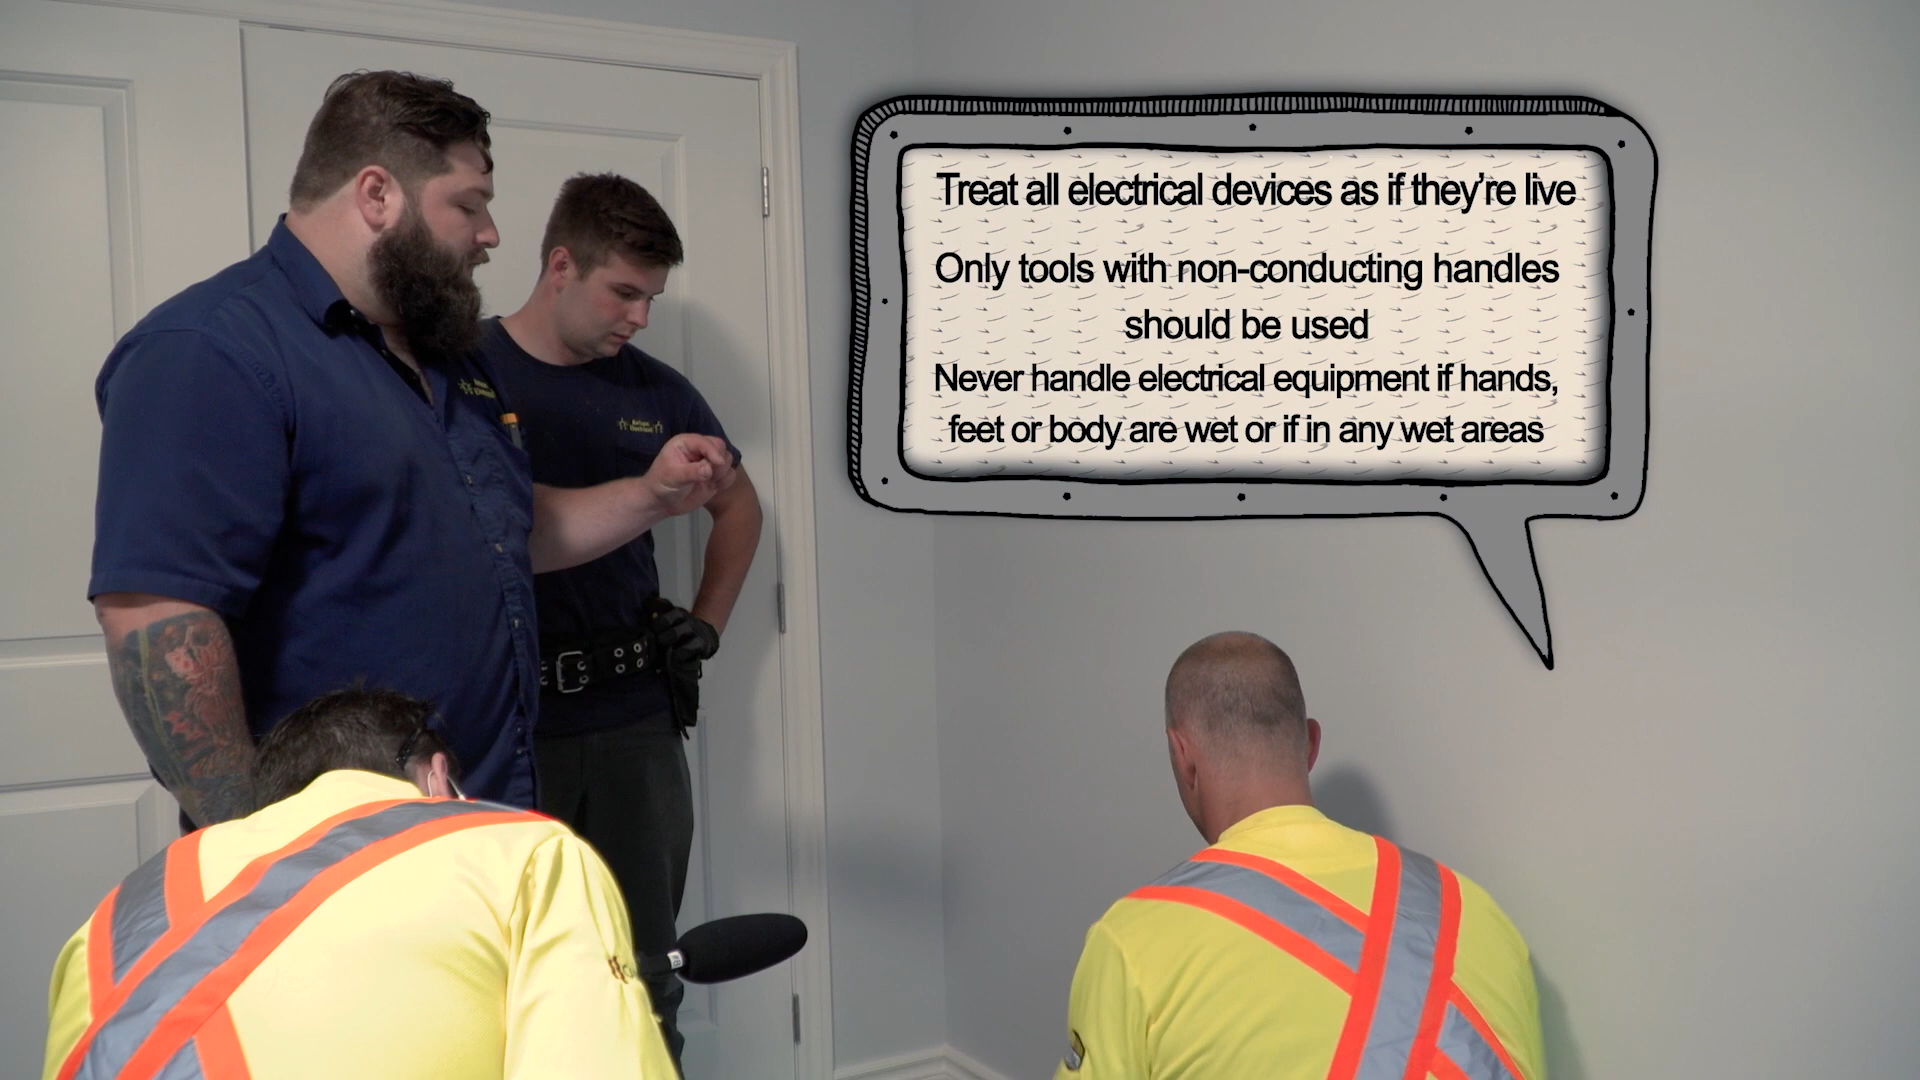 Treat all electrical devices as if they’re live
Only tools with non-conducting handles
should be used
Never handle electrical equipment if hands,
feet or body are wet or if in any wet areas